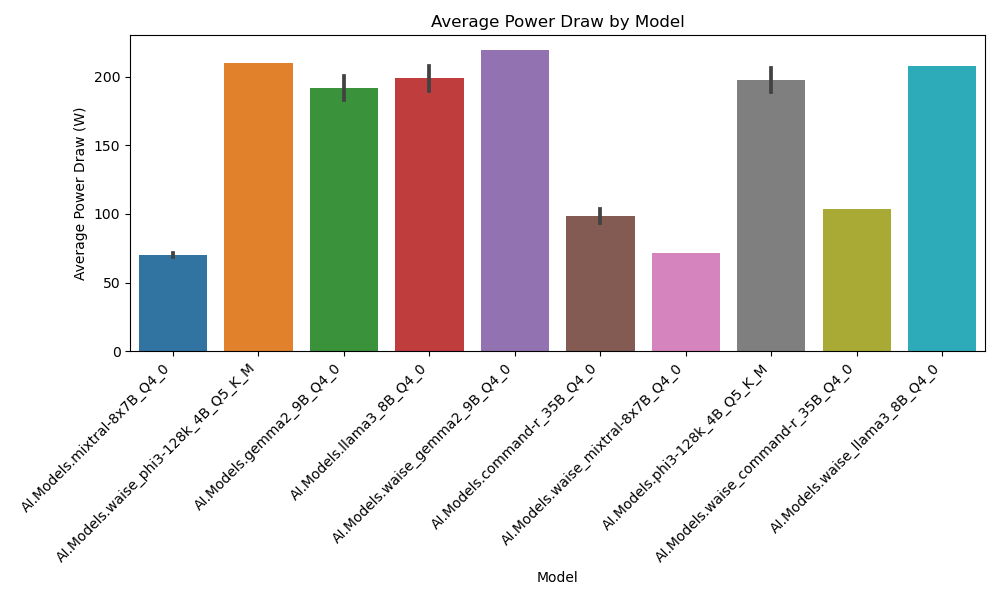 Average Power Draw by Model
Average Power Draw (W)
200
150
100
50
0
AI.Models.mixtral-8x7B_Q4_0
AI.Models.waise_phi3-128k_4B_Q5_K_M
AI.Models.gemma2_9B_Q4_0
AI.Models.llama3_8B_Q4_0
AI.Models.waise_gemma2_9B_Q4_0
AI.Models.command-r_35B_Q4_0
AI.Models.waise_mixtral-8x7B_Q4_0
AI.Models.phi3-128k_4B_Q5_K_M
AI.Models.waise_command-r_35B_Q4_0
AI.Models.waise_llama3_8B_Q4_0
Model